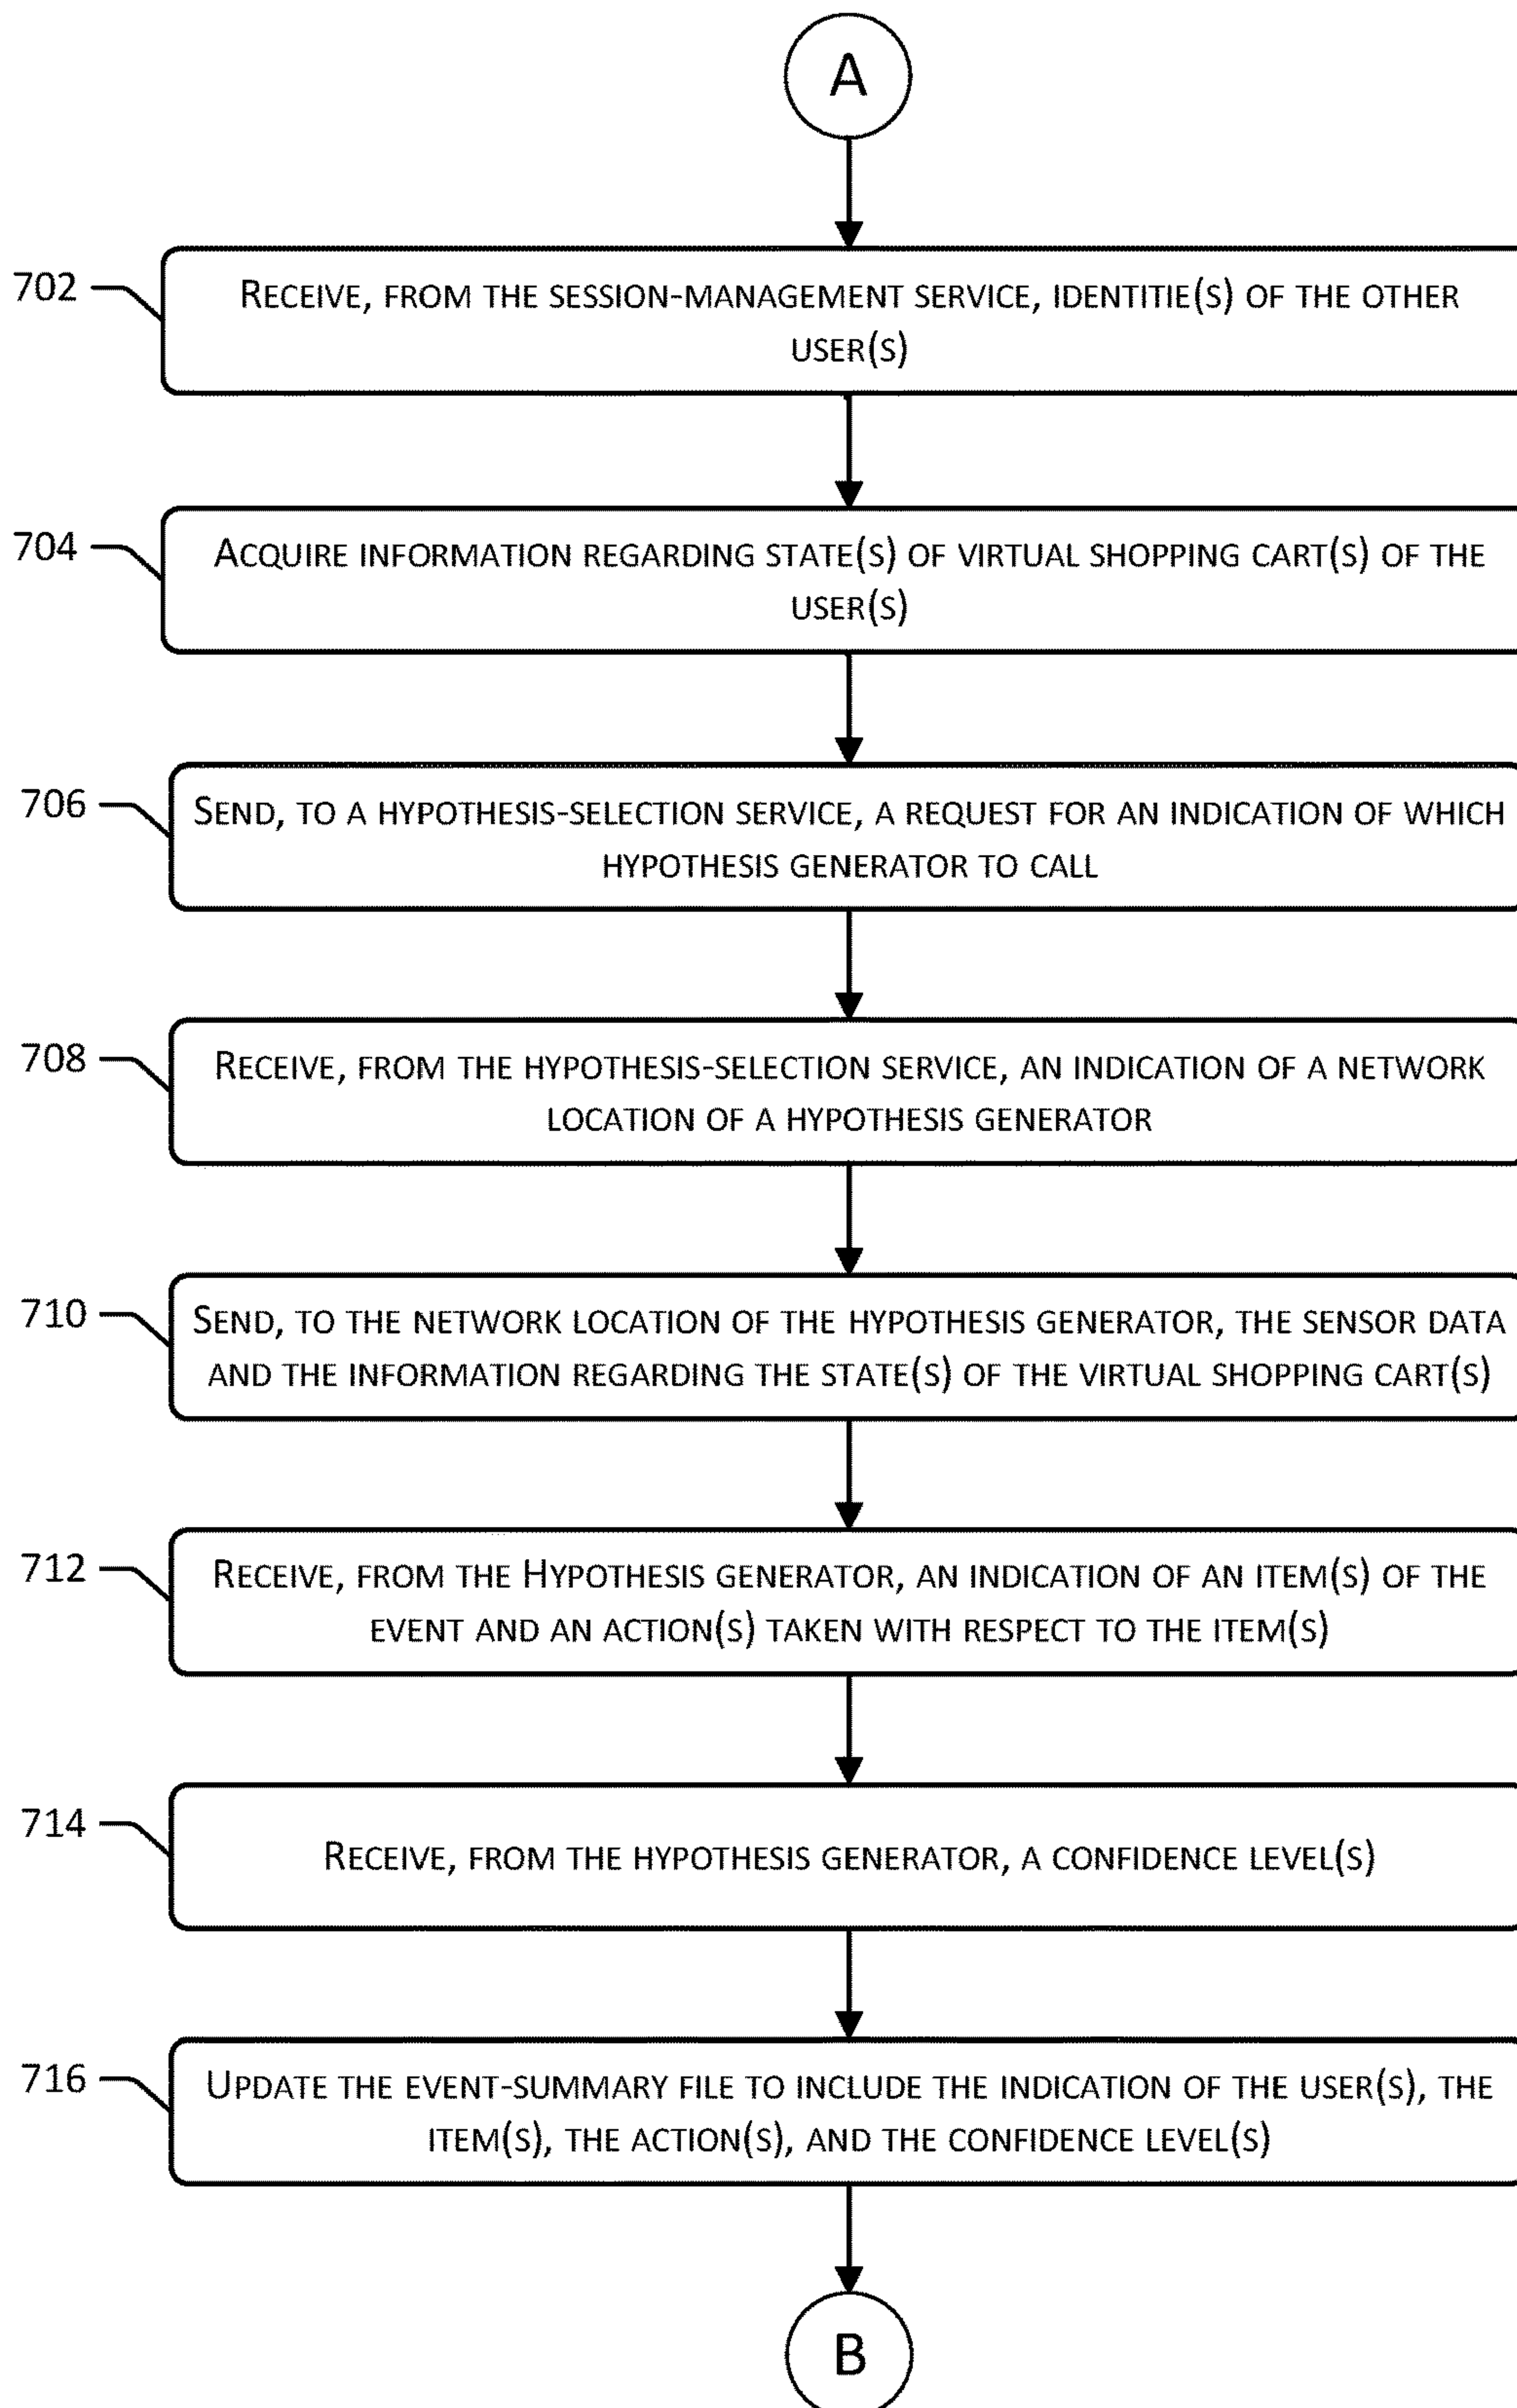 A
702
RECEIVE, FROM THE SESSION-MANAGEMENT SERVICE, IDENTITIE(S) OF THE OTHER
USER(S)
704
ACQUIRE INFORMATION REGARDING STATE(S) OF VIRTUAL SHOPPING CART(S) OF THE
USER(S)
706
SEND, TO A HYPOTHESIS-SELECTION SERVICE, A REQUEST FOR AN INDICATION OF WHICH
HYPOTHESIS GENERATOR TO CALL
708
RECEIVE, FROM THE HYPOTHESIS-SELECTION SERVICE, AN INDICATION OF A NETWORK
LOCATION OF A HYPOTHESIS GENERATOR
710
SEND, TO THE NETWORK LOCATION OF THE HYPOTHESIS GENERATOR, THE SENSOR DATA
AND THE INFORMATION REGARDING THE STATE(S) OF THE VIRTUAL SHOPPING CART(S)
712
RECEIVE, FROM THE HYPOTHESIS GENERATOR, AN INDICATION OF AN ITEM(S) OF THE
EVENT AND AN ACTION(S) TAKEN WITH RESPECT TO THE ITEM(S)
714
RECEIVE, FROM THE HYPOTHESIS GENERATOR, A CONFIDENCE LEVEL(S)
716
UPDATE THE EVENT-SUMMARY FILE TO INCLUDE THE INDICATION OF THE USER(S), THE
ITEM(S), THE ACTION(S), AND THE CONFIDENCE LEVEL(S)
B